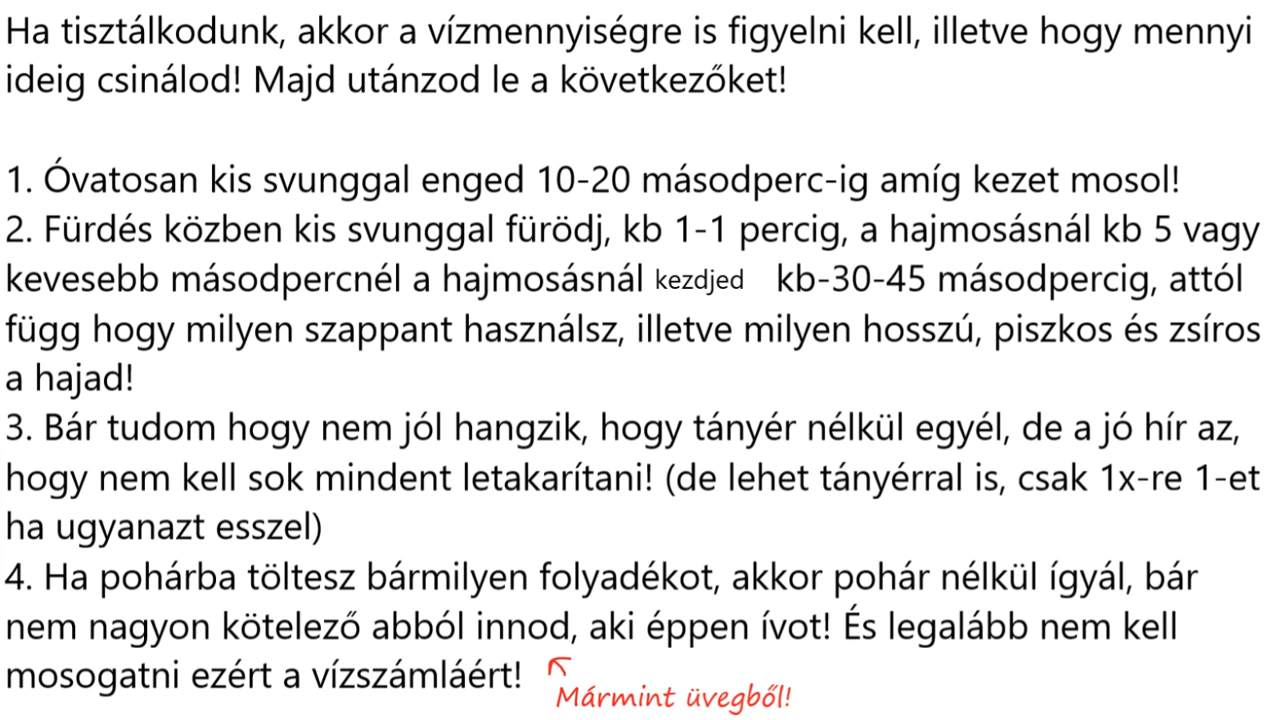 Ha tisztálkodunk, akkor a vízmennyiségre is figyelni kell, illetve hogy mennyi
ideig csinálod! Majd utánzod le a következőket!
1. Óvatosan kis svunggal enged 10-20 másodperc-ig amíg kezet mosol!
2. Fürdés közben kis svunggal fürödj, kb 1-1 percig, a hajmosásnál kb 5 vagy
kevesebb másodpercnél a hajmosásnál kezdjed kb-30-45 másodpercig, attól
függ hogy milyen szappant használsz, illetve milyen hosszú, piszkos és zsíros
a hajad!
3. Bár tudom hogy nem jól hangzik, hogy tányér nélkül egyél, de a jó hír az,
hogy nem kell sok mindent letakarítani! (de lehet tányérral is, csak 1x-re 1-et
ha ugyanazt esszel)
4. Ha pohárba töltesz bármilyen folyadékot, akkor pohár nélkül ígyál, bár
nem nagyon kötelező abból innod, aki éppen ívot! És legalább nem kell
mosogatni ezért a vízszámláért!
Mármint üvegből!